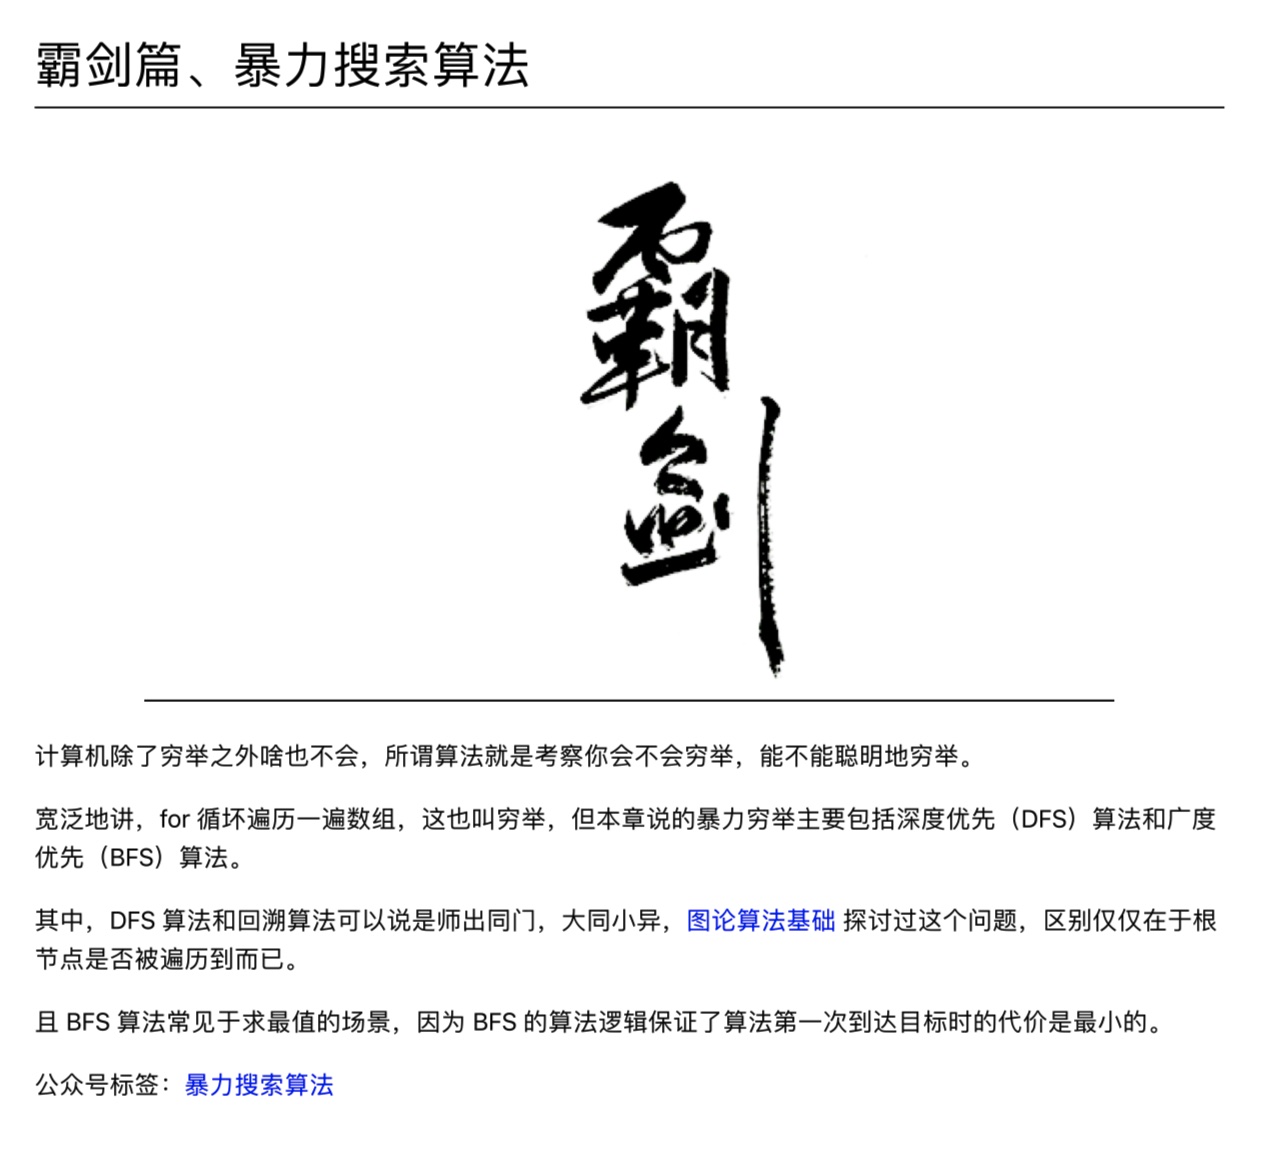 霸剑篇、暴力搜索算法
霸
剑
计算机除了穷举之外啥也不会，所谓算法就是考察你会不会穷举，能不能聪明地穷举。
宽泛地讲，for 循坏遍历一遍数组，这也叫穷举，但本章说的暴力穷举主要包括深度优先（DFS）算法和广度
优先（BFS）算法。
其中，DFS 算法和回溯算法可以说是师出同门，大同小异，图论算法基础 探讨过这个问题，区别仅仅在于根
节点是否被遍历到而已。
且 BFS 算法常见于求最值的场景，因为 BFS 的算法逻辑保证了算法第一次到达目标时的代价是最小的。
公众号标签：暴力搜索算法